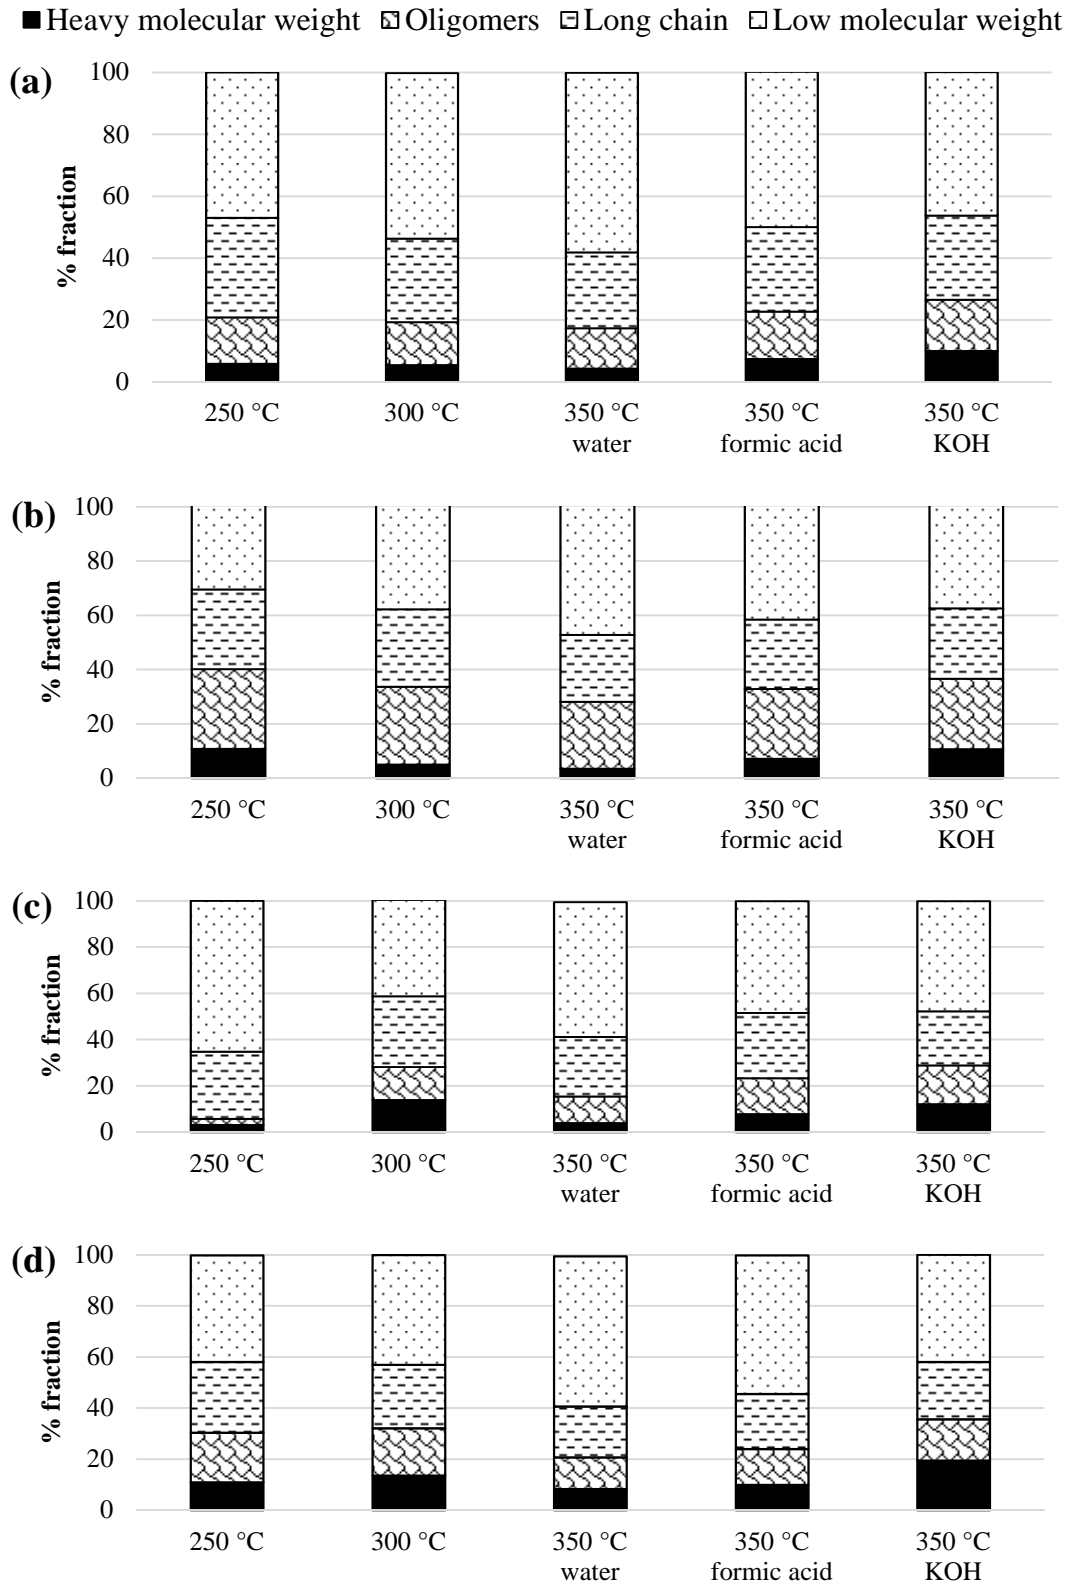 Heavy molecular weight Oligomers Long chain Low molecular weight
(a)
% fraction
100
80
60
40
20
0
250 °C 300 °C 350 °C 350 °C 350 °C
water formic acid KOH
(b)
% fraction
100
80
60
40
20
0
250 °C 300 °C 350 °C 350 °C 350 °C
water formic acid KOH
(c)
% fraction
100
80
60
40
20
0
250 °C 300 °C 350 °C 350 °C 350 °C
water formic acid KOH
(d)
% fraction
100
80
60
40
20
0
250 °C 300 °C 350 °C 350 °C 350 °C
water formic acid KOH